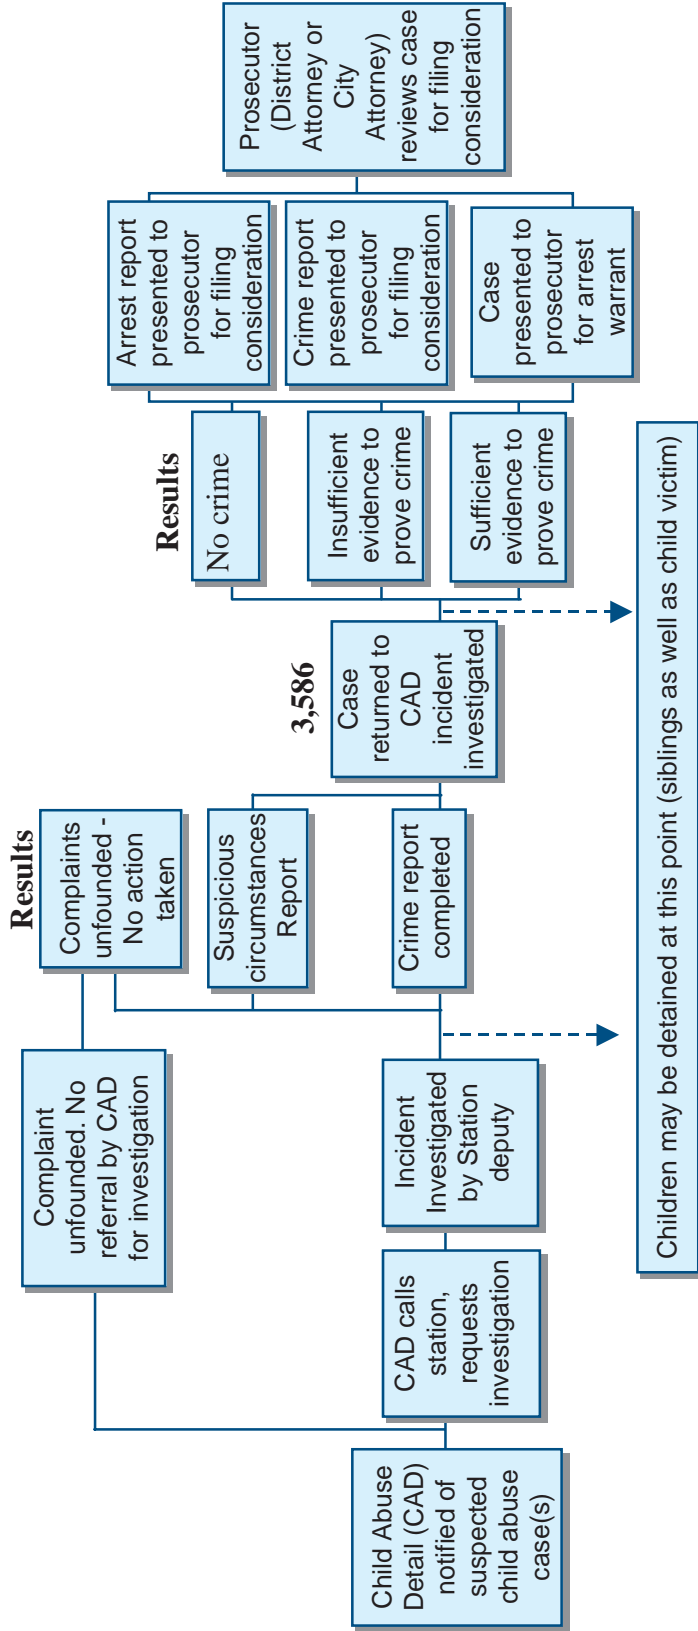 Child Abuse
Detail (CAD)
notified of
suspected
child abuse
case(s)
Complaint
unfounded. No
referral by CAD
for investigation
CAD calls
station,
requests
investigation
Incident
Investigated
by Station
deputy
Results
Complaints
unfounded -
No action
taken
Suspicious
circumstances
Report
Crime report
completed
3,586
Case
returned to
CAD
incident
investigated
Results
No crime
Insufficient
evidence to
prove crime
Sufficient
evidence to
prove crime
Arrest report
presented to
prosecutor
for filing
consideration
Crime report
presented to
prosecutor
for filing
consideration
Case
presented to
prosecutor
for arrest
warrant
Prosecutor
(District
Attorney or
City
Attorney)
reviews case
for filing
consideration
Children may be detained at this point (siblings as well as child victim)